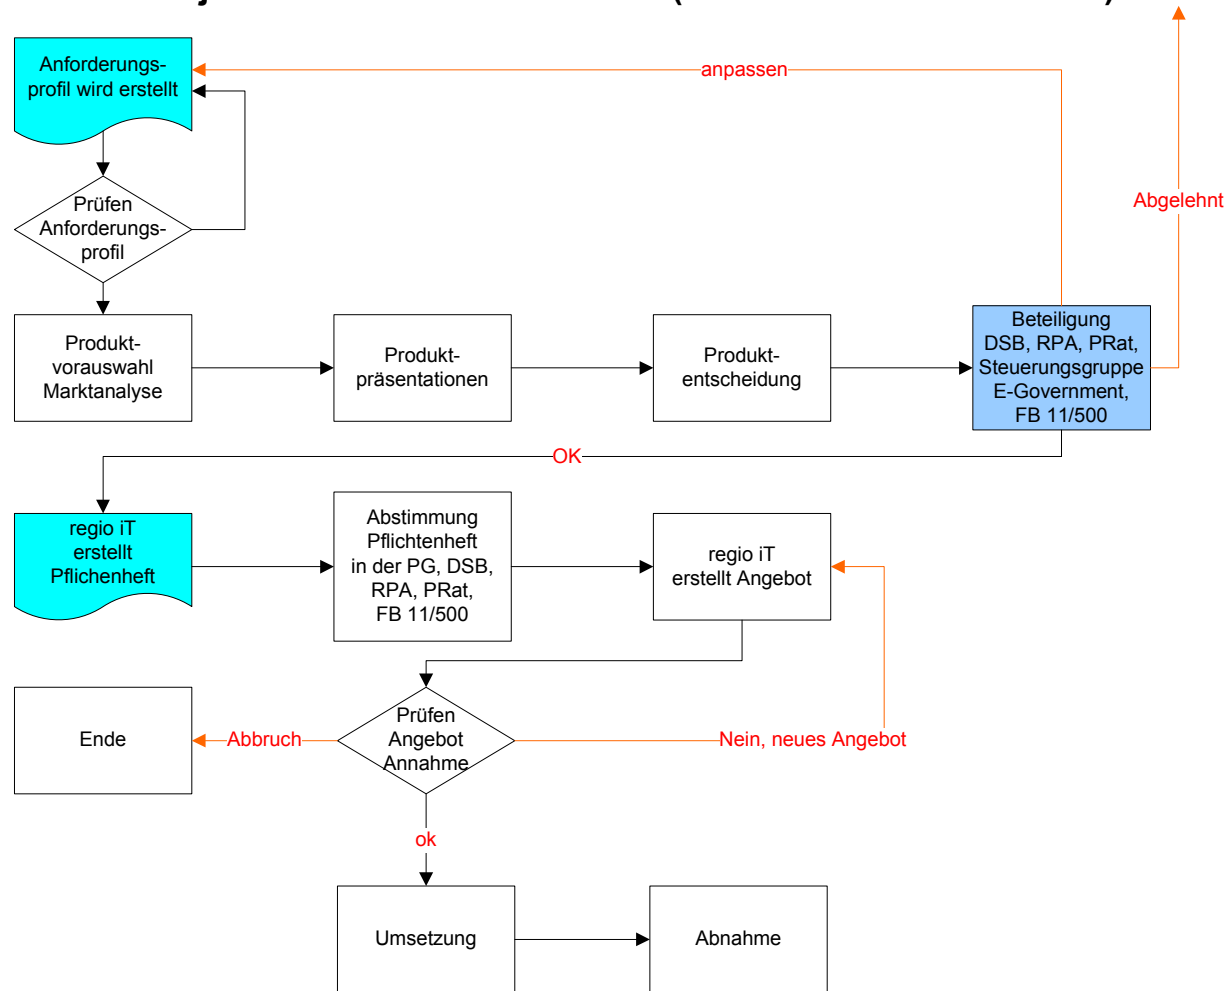 Anforderungs-
profil wird erstellt
anpassen
Prüfen
Anforderungs-
profil
Abgelehnt
Produkt-
vorauswahl
Marktanalyse
Produkt-
präsentationen
Produkt-
entscheidung
Beteiligung
DSB, RPA, PRat,
Steuerungsgruppe
E-Government,
FB 11/500
OK
regio iT
erstellt
Pflichenheft
Abstimmung
Pflichtenheft
in der PG, DSB,
RPA, PRat,
FB 11/500
regio iT
erstellt Angebot
Ende
Abbruch
Prüfen
Angebot
Annahme
Nein, neues Angebot
ok
Umsetzung
Abnahme